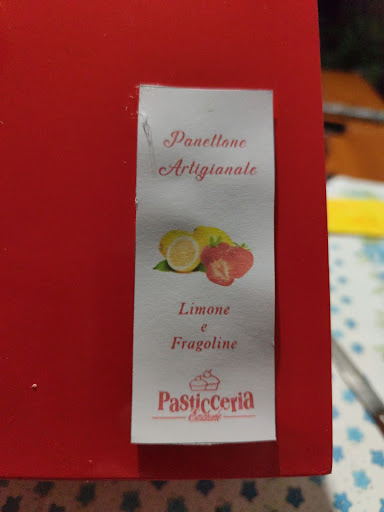 Panettone
Artigianale
Limone
e
Fragoline
Pasticceria